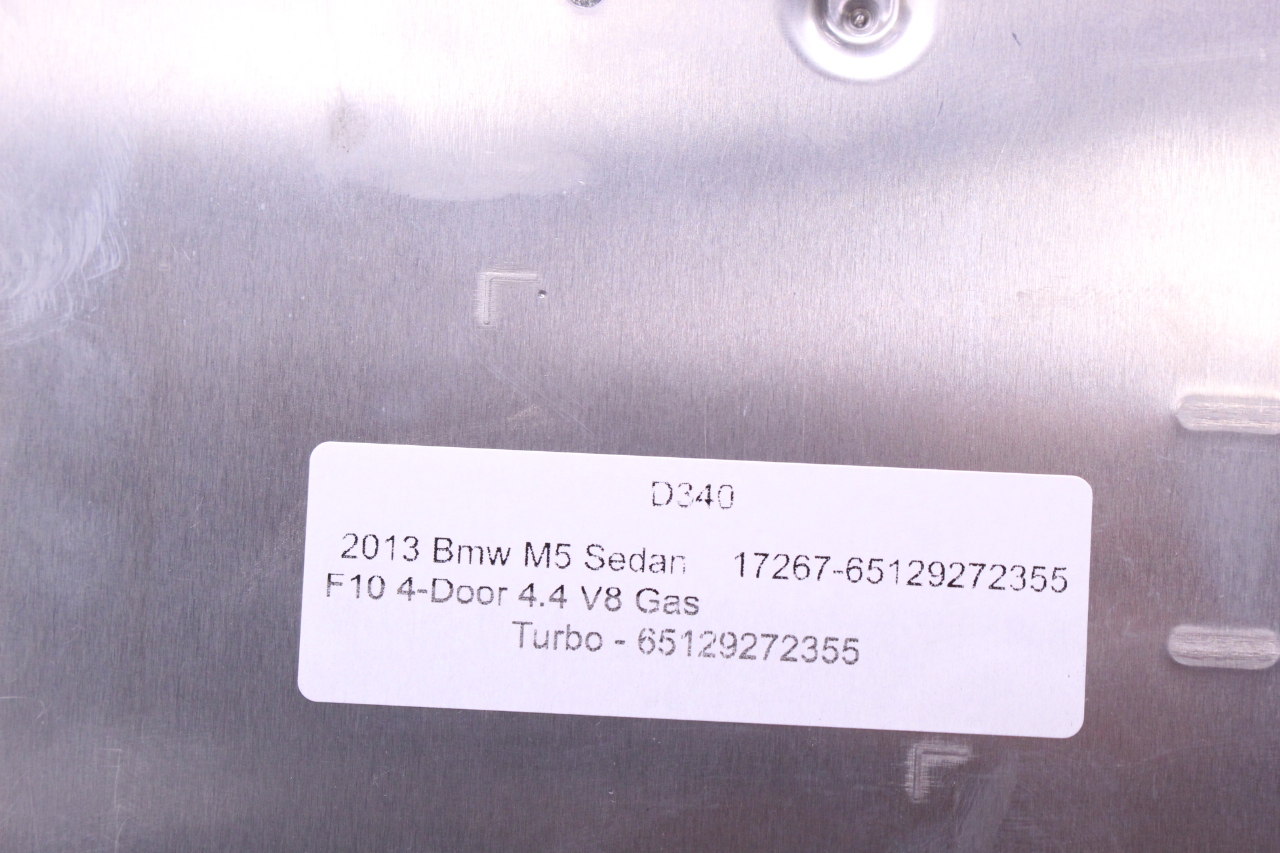 D340
2013 Bmw M5 Sedan 17267-65129272355
F10 4-Door 4.4 V8 Gas
Turbo - 65129272355